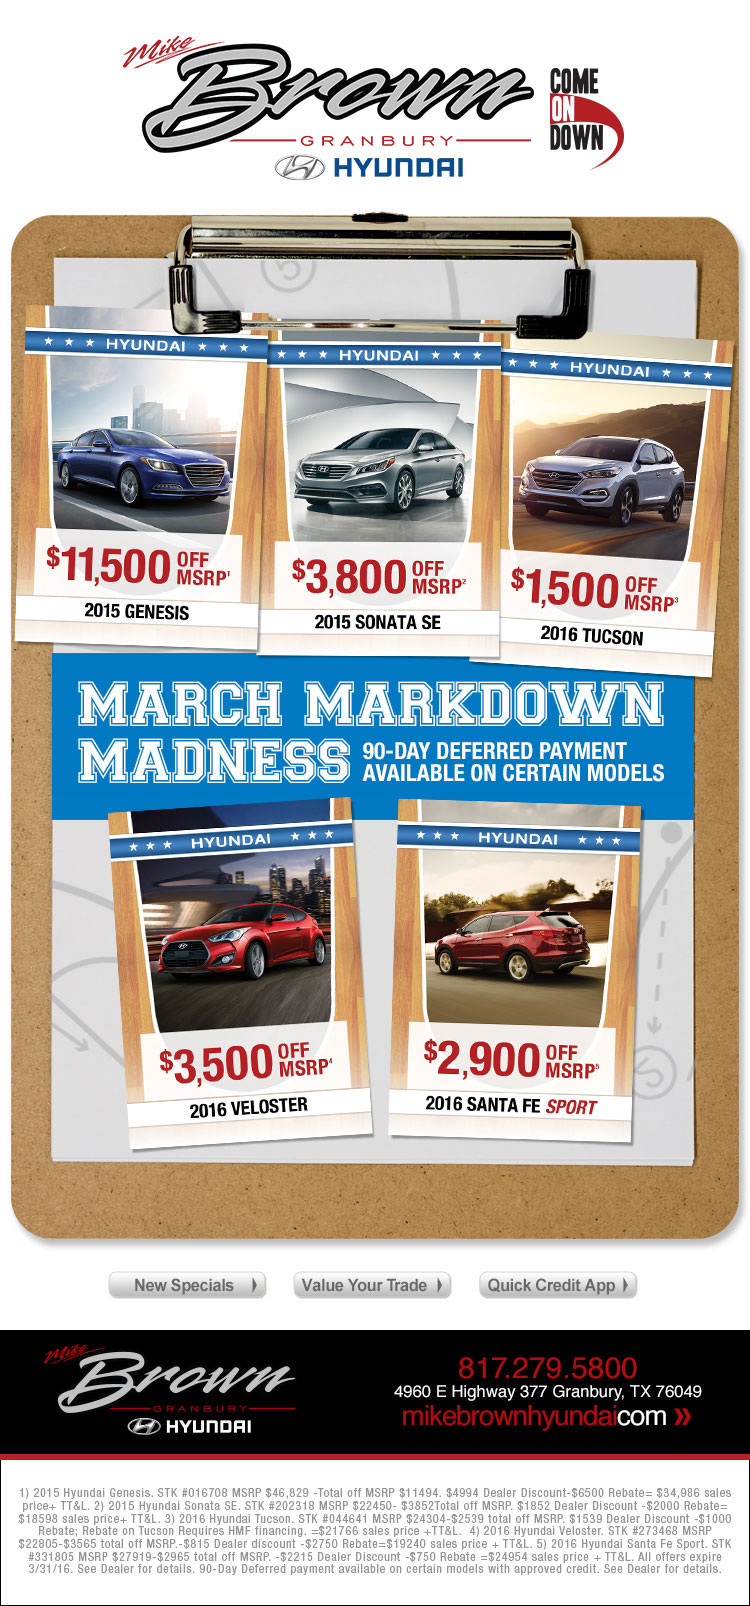 Mike
Brown
GRANBURY
HYUNDAI
COME
ON
DOWN
★ ★ ★ HYUNDAI ★ ★ ★
★ ★ ★ HYUNDAI ★ ★ ★
★ ★ ★ HYUNDAI ★ ★ ★
$11,500 OFF MSRP¹
2015 GENESIS
$3,800 OFF MSRP²
2015 SONATA SE
$1,500 OFF MSRP³
2016 TUCSON
MARCH MARKDOWN
MADNESS
90-DAY DEFERRED PAYMENT
AVAILABLE ON CERTAIN MODELS
★ ★ ★ HYUNDAI ★ ★ ★
★ ★ ★ HYUNDAI ★ ★ ★
$3,500 OFF MSRP⁴
2016 VELOSTER
$2,900 OFF MSRP⁵
2016 SANTA FE SPORT
5
5
New Specials
Value Your Trade
Quick Credit App
Mike
Brown
GRANBURY
HYUNDAI
817.279.5800
4960 E Highway 377 Granbury, TX 76049
mikebrownhyundaicom »
1) 2015 Hyundai Genesis. STK #016708 MSRP $46,829 -Total off MSRP $11494. $4994 Dealer Discount-$6500 Rebate= $34,986 sales
price+ TT&L. 2) 2015 Hyundai Sonata SE. STK #202318 MSRP $22450- $3852Total off MSRP. $1852 Dealer Discount -$2000 Rebate=
$18598 sales price+ TT&L. 3) 2016 Hyundai Tucson. STK #044641 MSRP $24304-$2539 total off MSRP. $1539 Dealer Discount -$1000
Rebate; Rebate on Tucson Requires HMF financing. =$21766 sales price +TT&L. 4) 2016 Hyundai Veloster. STK #273468 MSRP
$22805-$3565 total off MSRP.-$815 Dealer discount -$2750 Rebate=$19240 sales price + TT&L. 5) 2016 Hyundai Santa Fe Sport. STK
#331805 MSRP $27919-$2965 total off MSRP. -$2215 Dealer Discount -$750 Rebate =$24954 sales price + TT&L. All offers expire
3/31/16. See Dealer for details. 90-Day Deferred payment available on certain models with approved credit. See Dealer for details.